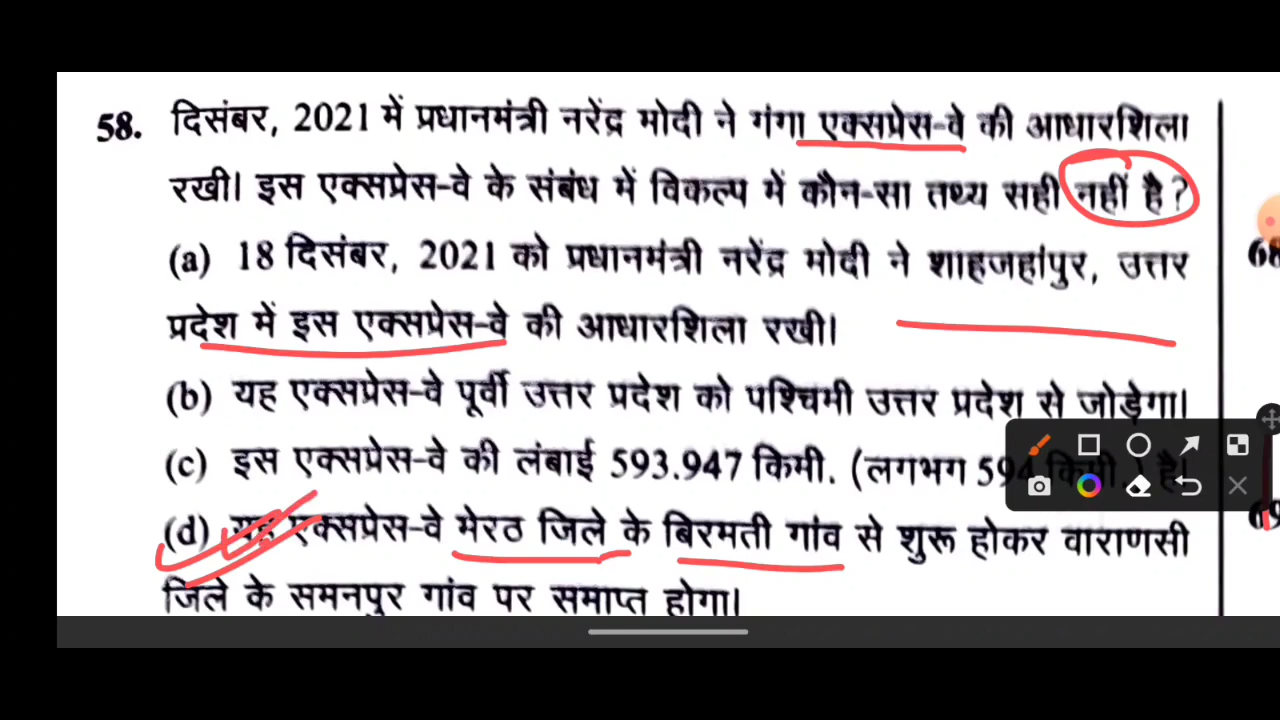 58. दिसंबर, 2021 में प्रधानमंत्री नरेंद्र मोदी ने गंगा एक्सप्रेस-वे की आधारशिला
रखी। इस एक्सप्रेस-वे के संबंध में विकल्प में कौन-सा तथ्य सही नहीं है?
(a) 18 दिसंबर, 2021 को प्रधानमंत्री नरेंद्र मोदी ने शाहजहांपुर, उत्तर
प्रदेश में इस एक्सप्रेस-वे की आधारशिला रखी।
(b) यह एक्सप्रेस-वे पूर्वी उत्तर प्रदेश को पश्चिमी उत्तर प्रदेश से जोड़ेगा।
(c) इस एक्सप्रेस-वे की लंबाई 593.947 किमी. (लगभग 594 किमी.) है।
(d) यह एक्सप्रेस-वे मेरठ जिले के बिरमती गांव से शुरू होकर वाराणसी
जिले के समनपुर गांव पर समाप्त होगा।
68
69